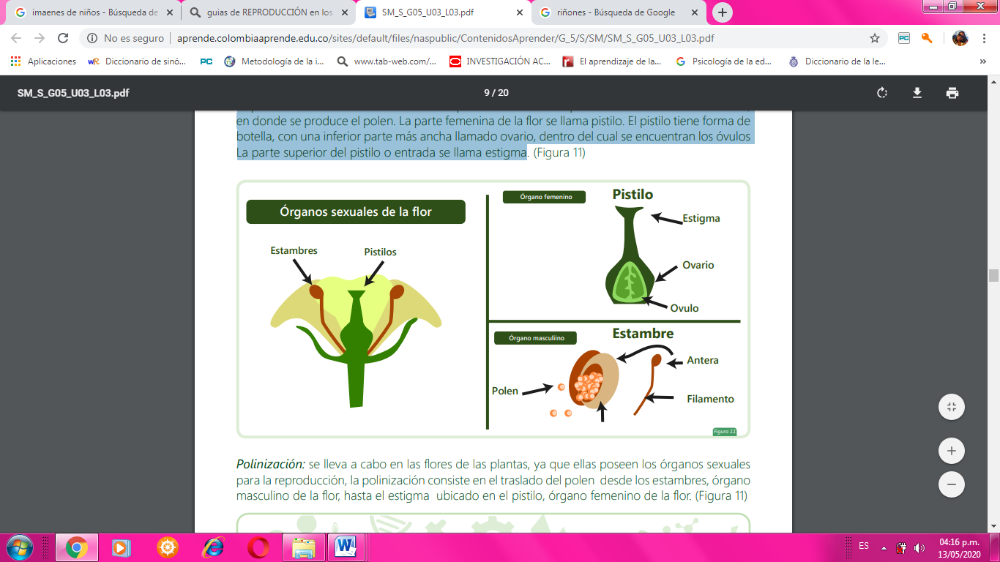 imaenes de niños - Búsqueda de
guias de REPRODUCCIÓN en los
SM_S_G05_U03_L03.pdf
riñones - Búsqueda de Google
No es seguro
aprende.colombiaaprende.edu.co/sites/default/files/naspublic/ContenidosAprender/G_5/S/SM/SM_S_G05_U03_L03.pdf
PC
Aplicaciones
wR Diccionario de sinó...
PC
Metodología de la i...
www.tab-web.com/...
INVESTIGACIÓN AC...
El aprendizaje de la...
Psicología de la ed...
Diccionario de la le...
»
SM_S_G05_U03_L03.pdf
9 / 20
en donde se produce el polen. La parte femenina de la flor se llama pistilo. El pistilo tiene forma de
botella, con una inferior parte más ancha llamado ovario, dentro del cual se encuentran los óvulos
La parte superior del pistilo o entrada se llama estigma. (Figura 11)
Órganos sexuales de la flor
Estambres
Pistilos
Órgano femenino
Pistilo
Estigma
Ovario
Ovulo
Órgano masculiino
Estambre
Antera
Polen
Filamento
Figura 11
Polinización: se lleva a cabo en las flores de las plantas, ya que ellas poseen los órganos sexuales
para la reproducción, la polinización consiste en el traslado del polen desde los estambres, órgano
masculino de la flor, hasta el estigma ubicado en el pistilo, órgano femenino de la flor. (Figura 11)
ES
04:16 p.m.
13/05/2020